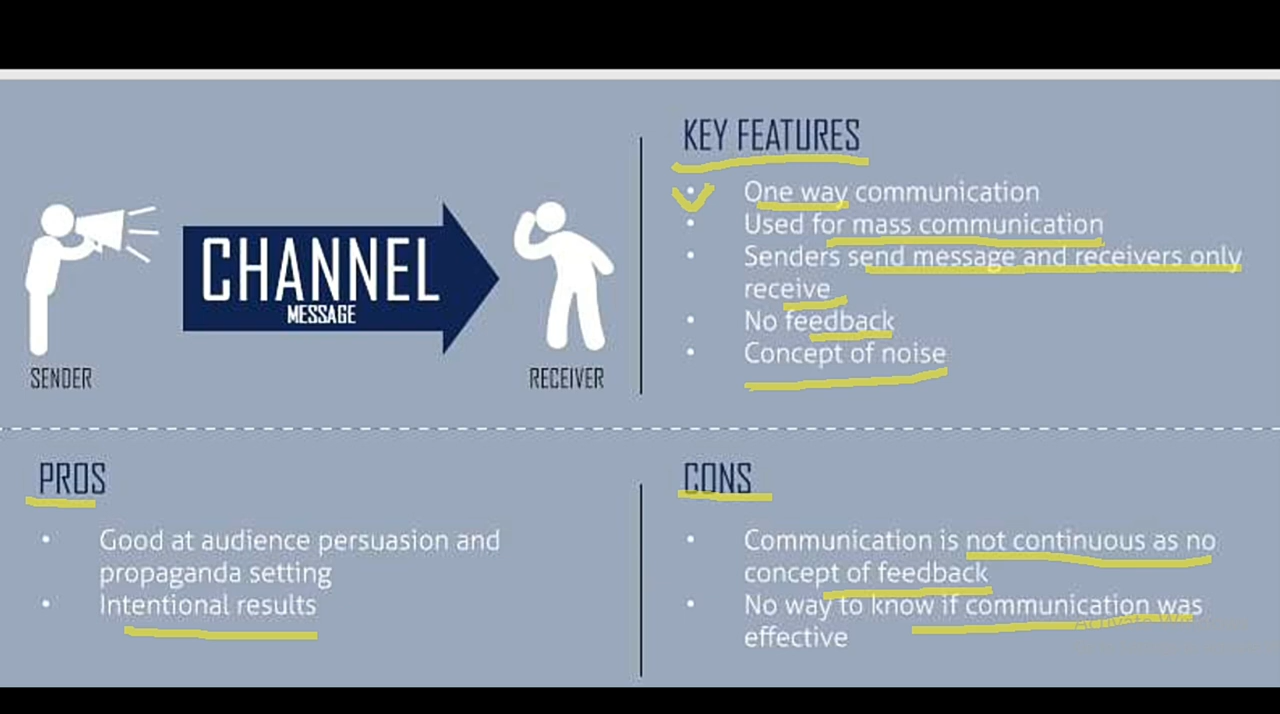 KEY FEATURES
• One way communication
• Used for mass communication
• Senders send message and receivers only
receive
• No feedback
• Concept of noise
CHANNEL
MESSAGE
SENDER
RECEIVER
PROS
• Good at audience persuasion and
propaganda setting
• Intentional results
CONS
• Communication is not continuous as no
concept of feedback
• No way to know if communication was
effective